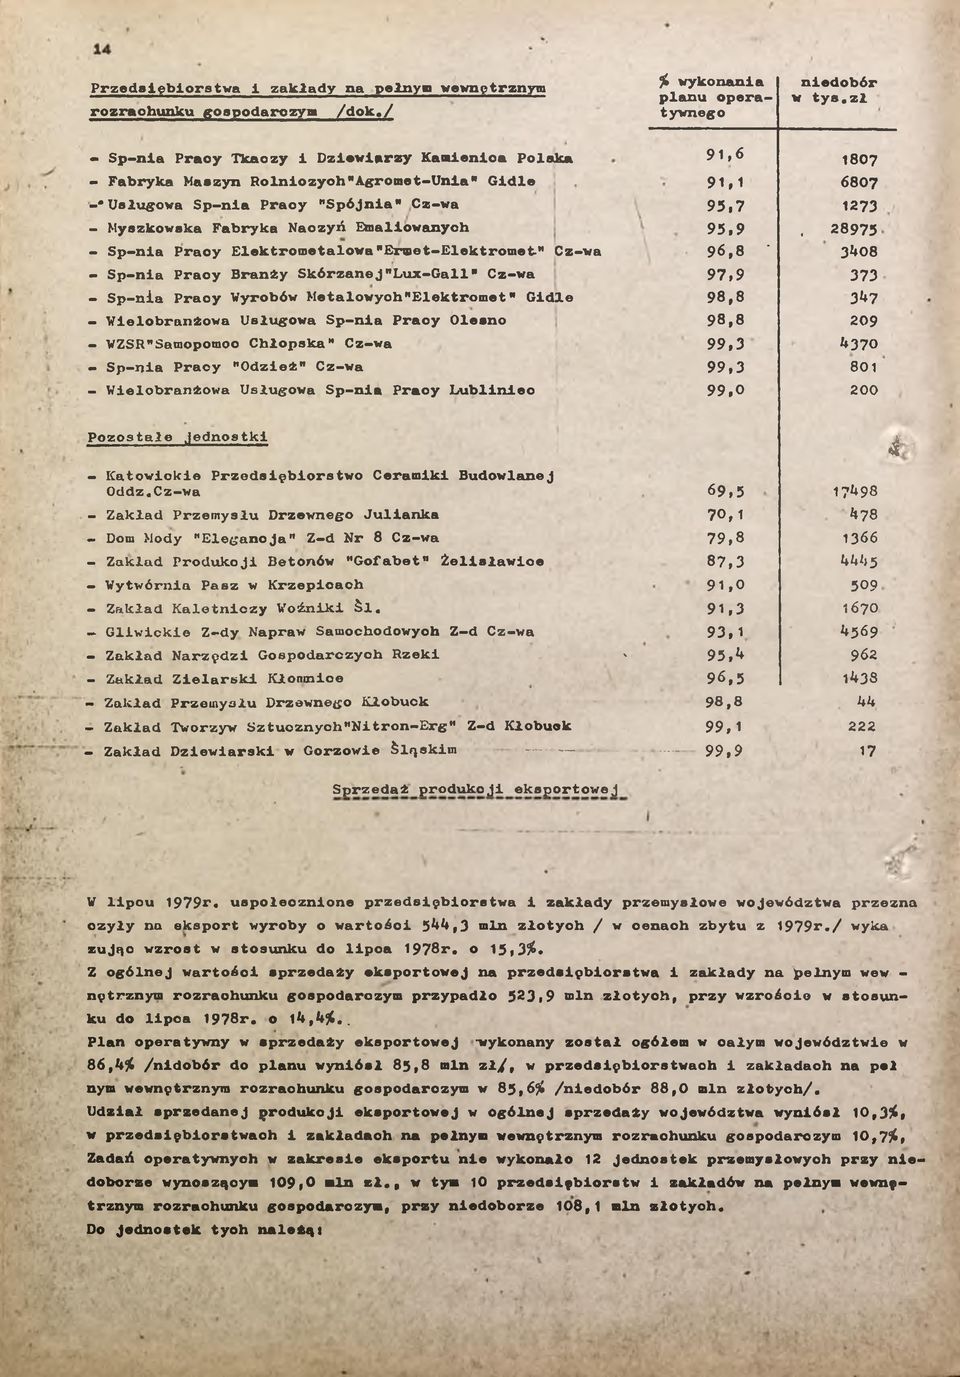 14
Przedsiębiorstwa i zakłady na pełnym wewnętrznym rozrachunku gospodarczym /dok./
% wykonania planu operatywnego
niedobór w tys.zł
- Sp-nia Pracy Tkaczy i Dziewiarzy Kamienica Polska 91,6 1807
- Fabryka Maszyn Rolniczych"Agromet-Unia" Gidle 91,1 6807
- Usługowa Sp-nia Pracy "Spójnia" Cz-wa 95,7 1273
- Myszkowska Fabryka Naczyń Emaliowanych 95,9 28975
- Sp-nia Pracy Elektrometalowa"Ermet-Elektromet" Cz-wa 96,8 3408
- Sp-nia Pracy Branży Skórzanej"Lux-Gall" Cz-wa 97,9 373
- Sp-nia Pracy Wyrobów Metalowych"Elektromet" Gidle 98,8 347
- Wielobranżowa Usługowa Sp-nia Pracy Olesno 98,8 209
- WZSR"Samopomoc Chłopska" Cz-wa 99,3 4370
- Sp-nia Pracy "Odzież" Cz-wa 99,3 801
- Wielobranżowa Usługowa Sp-nia Pracy Lubliniec 99,0 200
Pozostałe jednostki
- Katowickie Przedsiębiorstwo Ceramiki Budowlanej
Oddz.Cz-wa 69,5 17498
- Zakład Przemysłu Drzewnego Julianka 70,1 478
- Dom Mody "Elegancja" Z-d Nr 8 Cz-wa 79,8 1366
- Zakład Produkcji Betonów "Gofabet" Żelisławice 87,3 4445
- Wytwórnia Pasz w Krzepicach 91,0 509
- Zakład Kaletniczy Woźniki Śl. 91,3 1670
- Gliwickie Z-dy Napraw Samochodowych Z-d Cz-wa 93,1 4569
- Zakład Narzędzi Gospodarczych Rzeki 95,4 962
- Zakład Zielarski Kłomnice 96,5 1438
- Zakład Przemysłu Drzewnego Kłobuck 98,8 44
- Zakład Tworzyw Sztucznych"Nitron-Erg" Z-d Kłobuck 99,1 222
- Zakład Dziewiarski w Gorzowie Śląskim 99,9 17
Sprzedaż produkcji eksportowej
W lipcu 1979r. uspołecznione przedsiębiorstwa i zakłady przemysłowe województwa przezna
czyły na eksport wyroby o wartości 544,3 mln złotych / w cenach zbytu z 1979r./ wyka
zując wzrost w stosunku do lipca 1978r. o 15,3%.
Z ogólnej wartości sprzedaży eksportowej na przedsiębiorstwa i zakłady na pełnym wew -
nętrznym rozrachunku gospodarczym przypadło 523,9 mln złotych, przy wzroście w stosun-
ku do lipca 1978r. o 14,4%.
Plan operatywny w sprzedaży eksportowej wykonany został ogółem w całym województwie w
86,4% /nidobór do planu wyniósł 85,8 mln zł/, w przedsiębiorstwach i zakładach na peł
nym wewnętrznym rozrachunku gospodarczym w 85,6% /niedobór 88,0 mln złotych/.
Udział sprzedanej produkcji eksportowej w ogólnej sprzedaży województwa wyniósł 10,3%,
w przedsiębiorstwach i zakładach na pełnym wewnętrznym rozrachunku gospodarczym 10,7%,
Zadań operatywnych w zakresie eksportu nie wykonało 12 jednostek przemysłowych przy nie-
doborze wynoszącym 109,0 mln zł., w tym 10 przedsiębiorstw i zakładów na pełnym wewnę-
trznym rozrachunku gospodarczym, przy niedoborze 108,1 mln złotych.
Do jednostek tych należą: